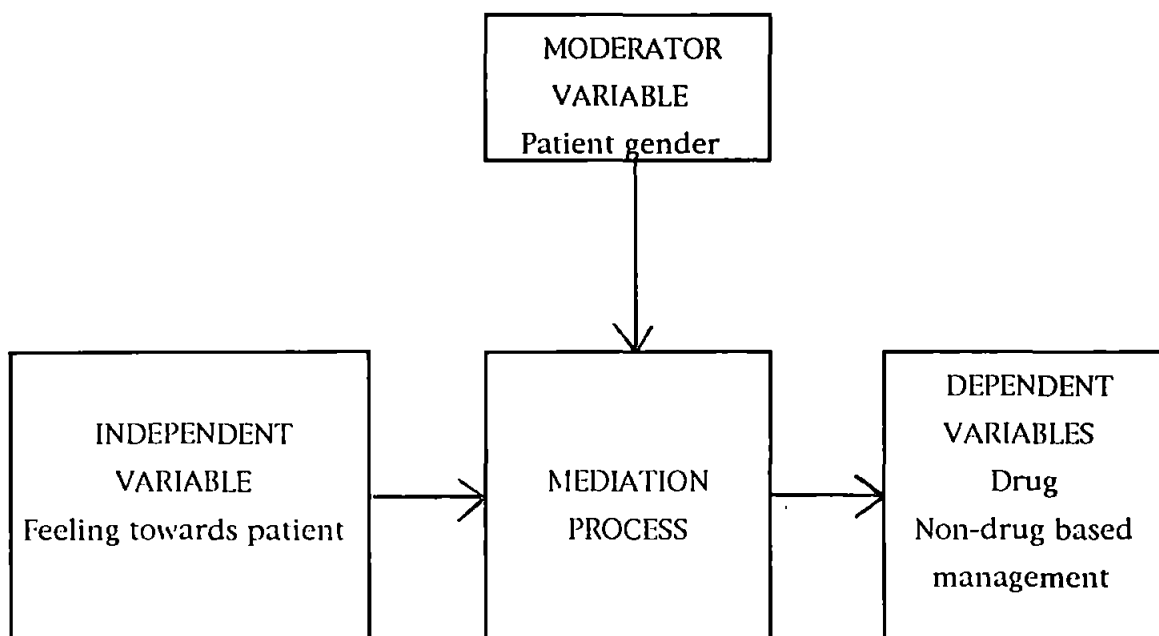 MODERATOR
VARIABLE
Patient gender
INDEPENDENT
VARIABLE
Feeling towards patient
MEDIATION
PROCESS
DEPENDENT
VARIABLES
Drug
Non-drug based
management